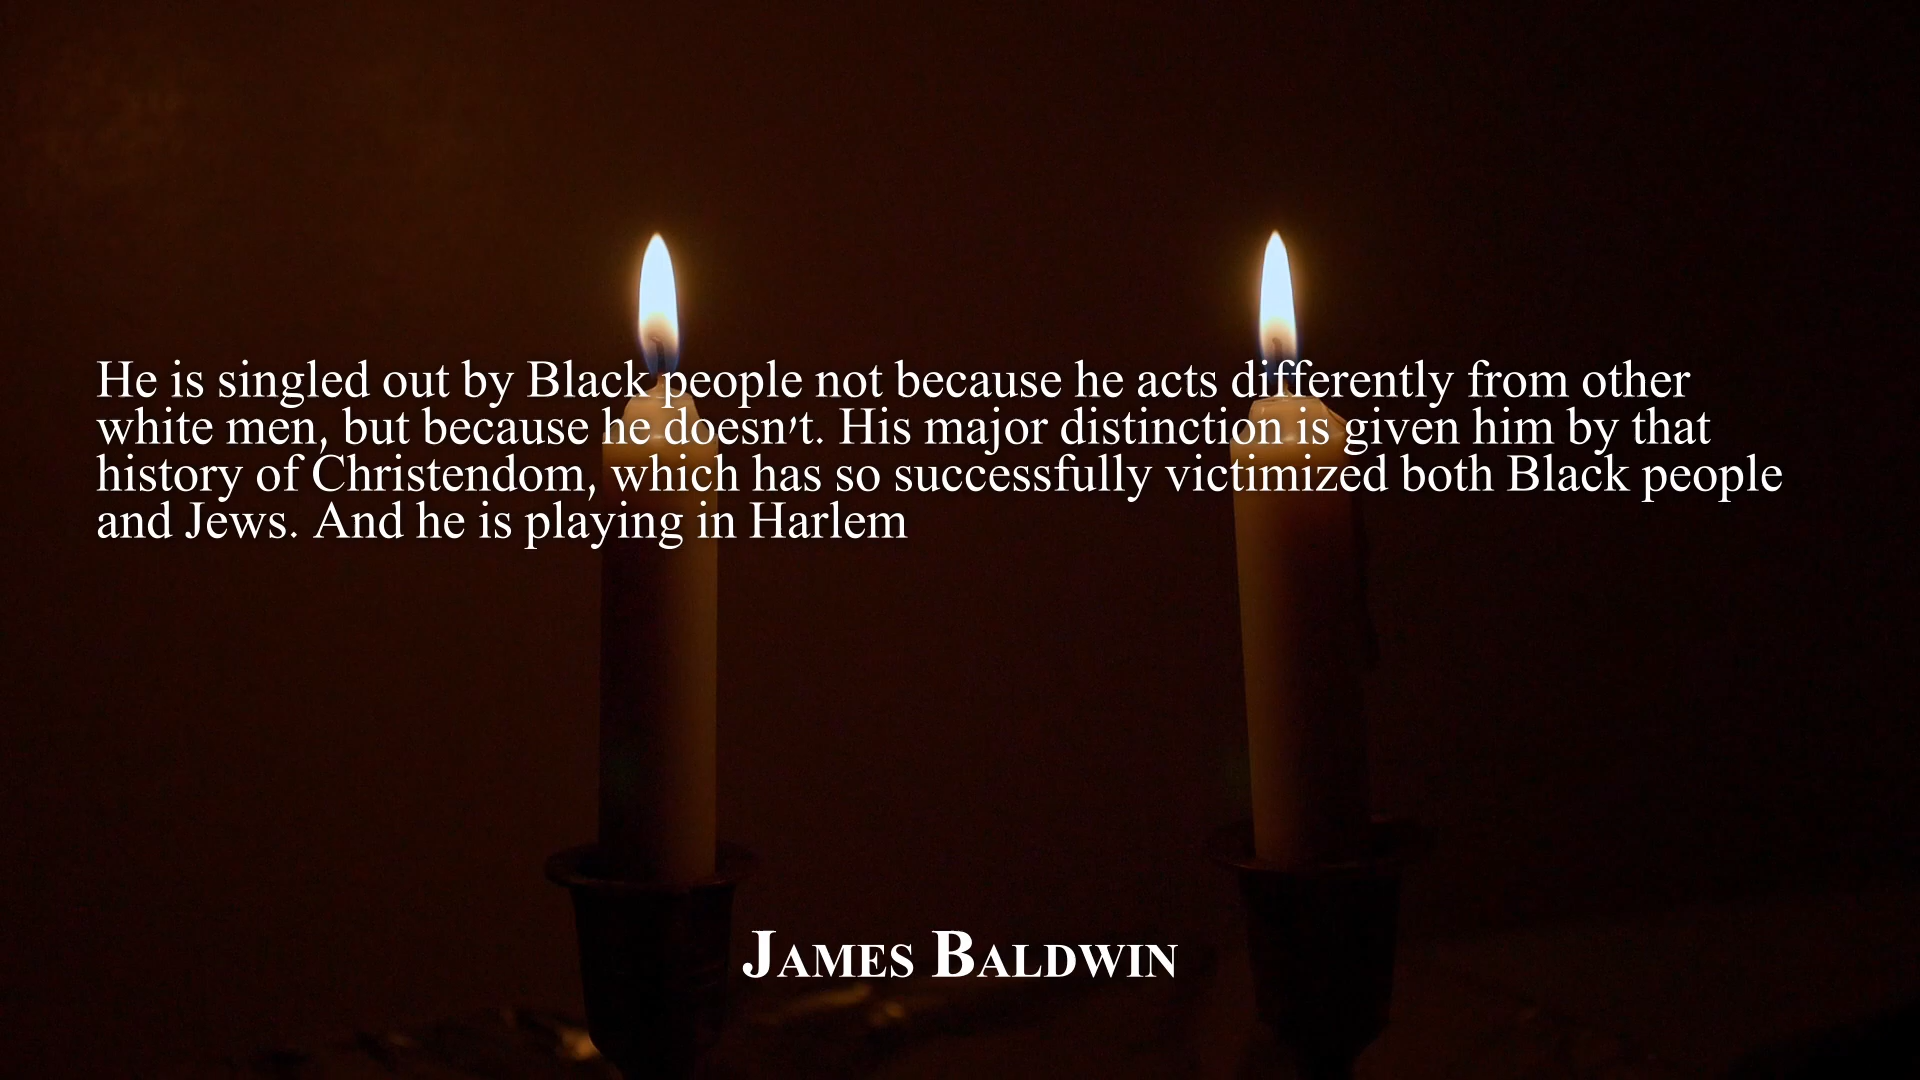 He is singled out by Black people not because he acts differently from other
white men, but because he doesn't. His major distinction is given him by that
history of Christendom, which has so successfully victimized both Black people
and Jews. And he is playing in Harlem
JAMES BALDWIN